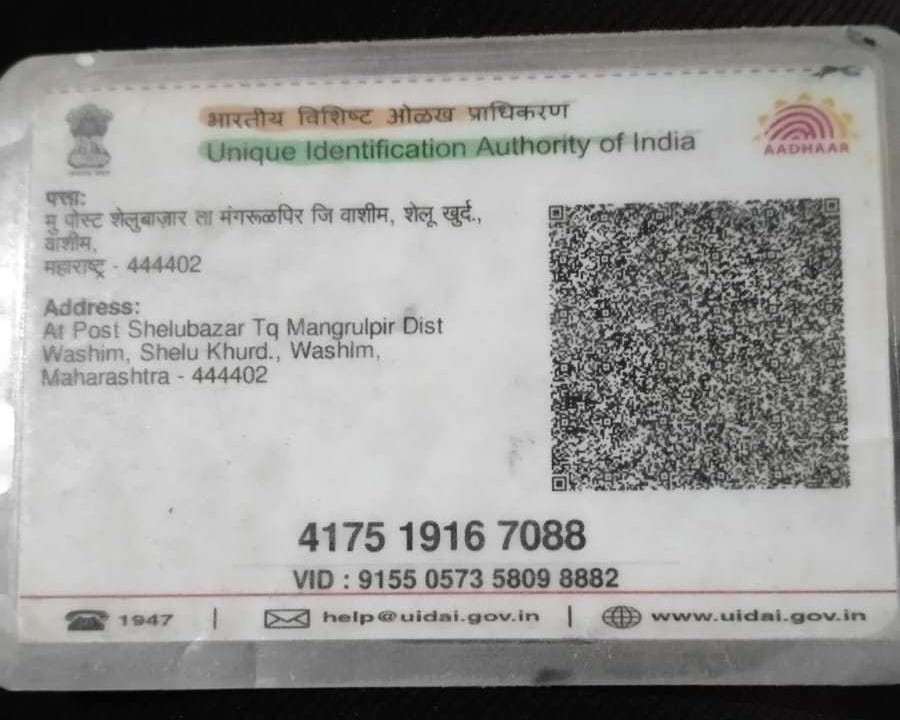 भारतीय विशिष्ट ओळख प्राधिकरण
Unique Identification Authority of India
AADHAAR
पत्ता:
मु पोस्ट शेलुबाज़ार ता मंगरूळपिर जि वाशीम, शेलू खुर्द.,
वाशीम,
महाराष्ट्र - 444402
Address:
At Post Shelubazar Tq Mangrulpir Dist
Washim, Shelu Khurd., Washim,
Maharashtra - 444402
4175 1916 7088
VID : 9155 0573 5809 8882
1947 | help@uidai.gov.in | www.uidai.gov.in